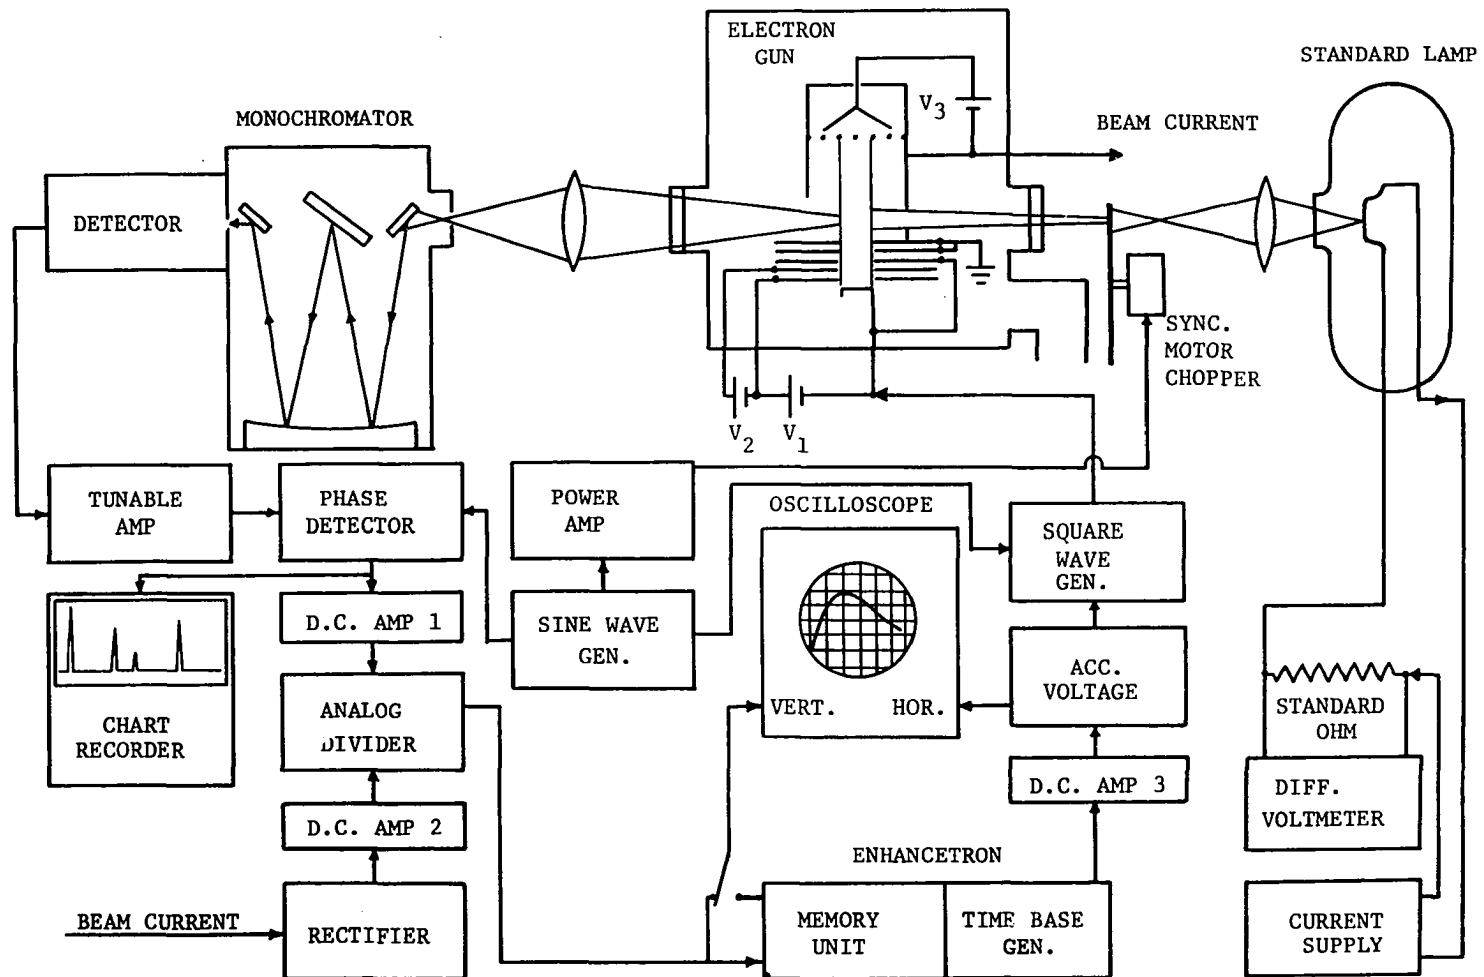 ELECTRON
GUN
STANDARD LAMP
V3
MONOCHROMATOR
BEAM CURRENT
DETECTOR
SYNC.
MOTOR
CHOPPER
V2
V1
TUNABLE
AMP
PHASE
DETECTOR
POWER
AMP
OSCILLOSCOPE
SQUARE
WAVE
GEN.
D.C. AMP 1
SINE WAVE
GEN.
ACC.
VOLTAGE
VERT.
HOR.
CHART
RECORDER
ANALOG
DIVIDER
STANDARD
OHM
D.C. AMP 3
DIFF.
VOLTMETER
D.C. AMP 2
ENHANCETRON
BEAM CURRENT
RECTIFIER
MEMORY
UNIT
TIME BASE
GEN.
CURRENT
SUPPLY